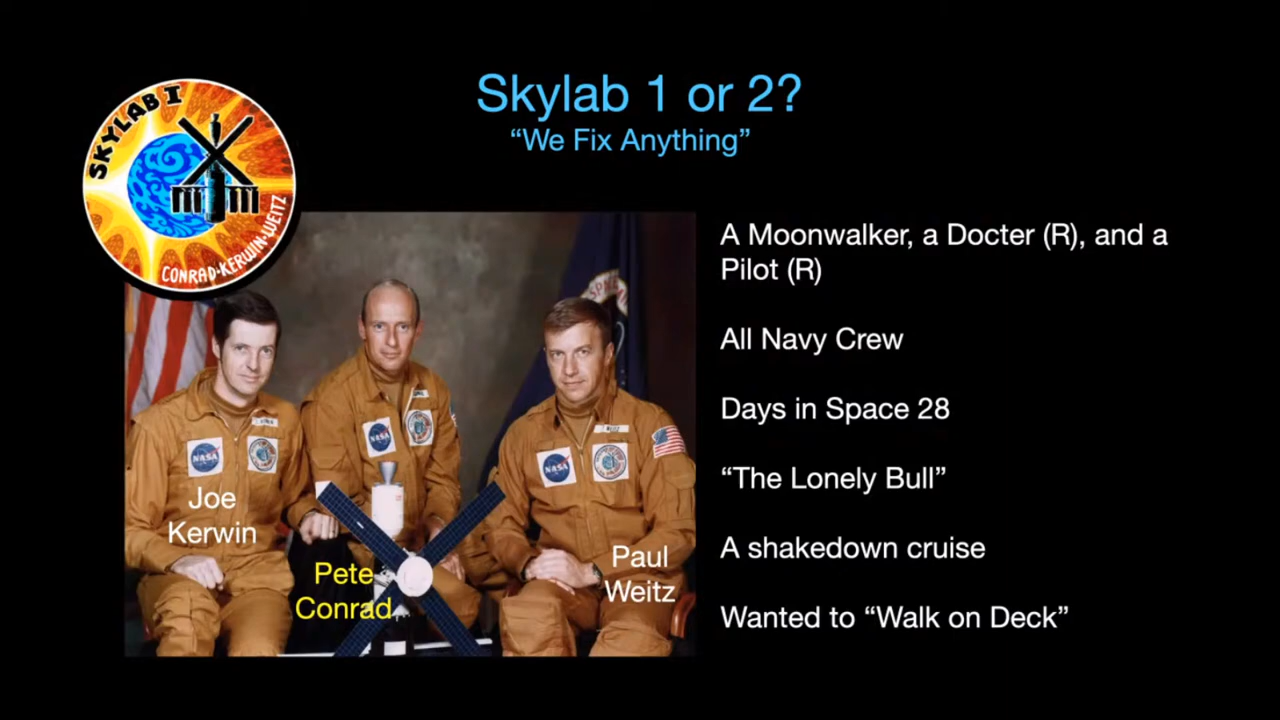 Skylab 1 or 2?
“We Fix Anything”
SKYLAB I
CONRAD·KERWIN·WEITZ
A Moonwalker, a Docter (R), and a
Pilot (R)
All Navy Crew
Days in Space 28
“The Lonely Bull”
A shakedown cruise
Wanted to “Walk on Deck”
NASA
NASA
NASA
Joe
Kerwin
Pete
Conrad
Paul
Weitz